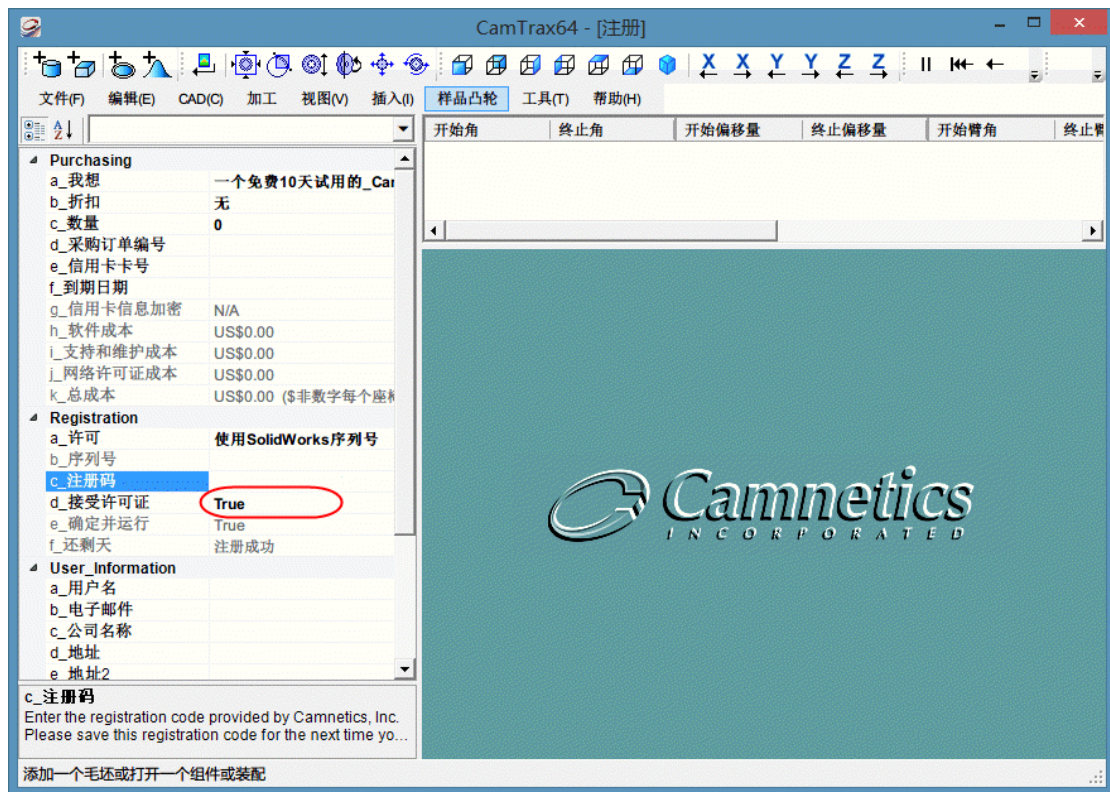 CamTrax64 - [注册]
X X Y Y Z Z
文件(F) 编辑(E) CAD(C) 加工 视图(V) 插入(I) 样品凸轮 工具(T) 帮助(H)
开始角 终止角 开始偏移量 终止偏移量 开始臂角 终止臂
Purchasing
a_我想 一个免费10天试用的_Car
b_折扣 无
c_数量 0
d_采购订单编号
e_信用卡卡号
f_到期日期
g_信用卡信息加密 N/A
h_软件成本 US$0.00
i_支持和维护成本 US$0.00
j_网络许可证成本 US$0.00
k_总成本 US$0.00 ($非数字每个座
Registration
a_许可 使用SolidWorks序列号
b_序列号
c_注册码
d_接受许可证 True
e_确定并运行 True
f_还剩天 注册成功
User_Information
a_用户名
b_电子邮件
c_公司名称
d_地址
e_地址2
Camnetics
INCORPORATED
c_注册码
Enter the registration code provided by Camnetics, Inc.
Please save this registration code for the next time yo...
添加一个毛坯或打开一个组件或装配